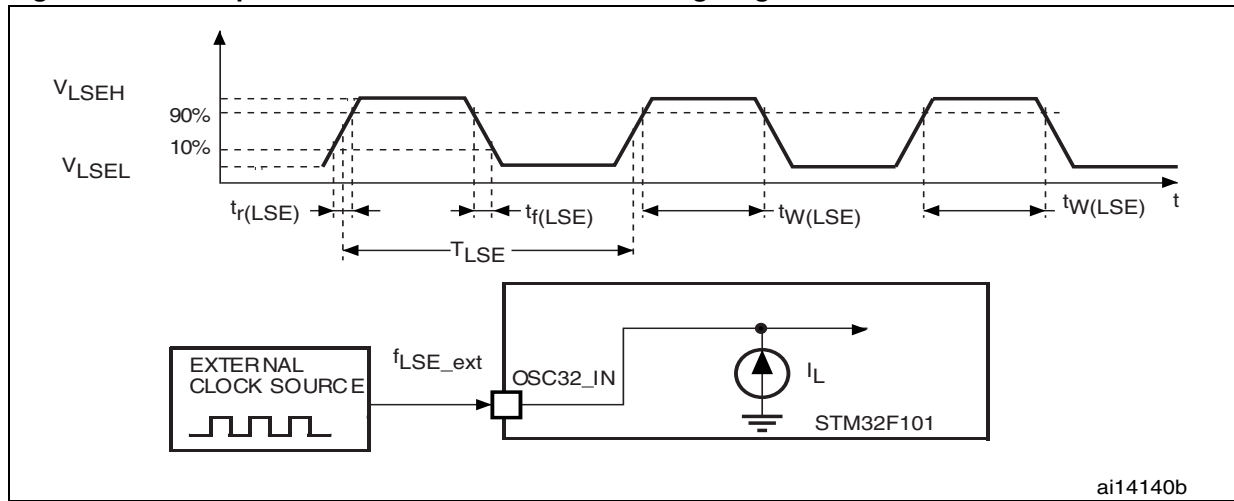 VLSEH
90%
10%
VLSEL
tr(LSE)
tf(LSE)
tW(LSE)
tW(LSE)
t
TLSE
EXTERNAL
CLOCK SOURCE
fLSE_ext
OSC32_IN
IL
STM32F101
ai14140b